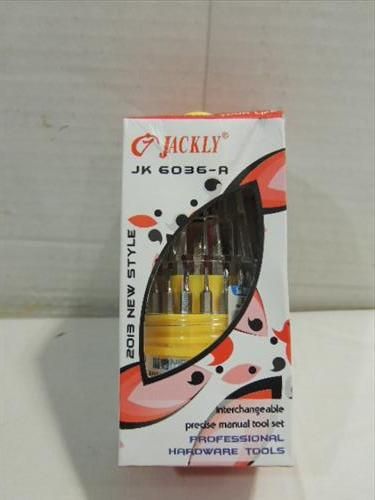 JACKLY®
JK 6036-A
2013 NEW STYLE
Interchangeable
precise manual tool set
PROFESSIONAL
HARDWARE TOOLS